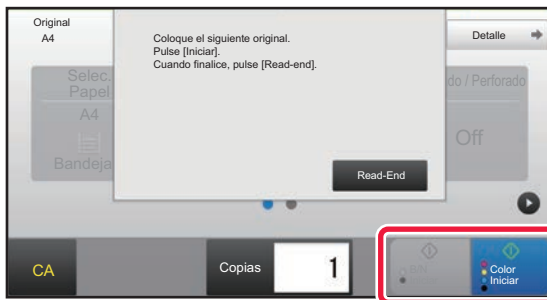 Original
A4
Coloque el siguiente original.
Pulse [Iniciar].
Cuando finalice, pulse [Read-end].
Detalle
Selec.
Papel
A4
Bandeja
do / Perforado
Off
Read-End
CA
Copias
1
B/N
Color
Iniciar